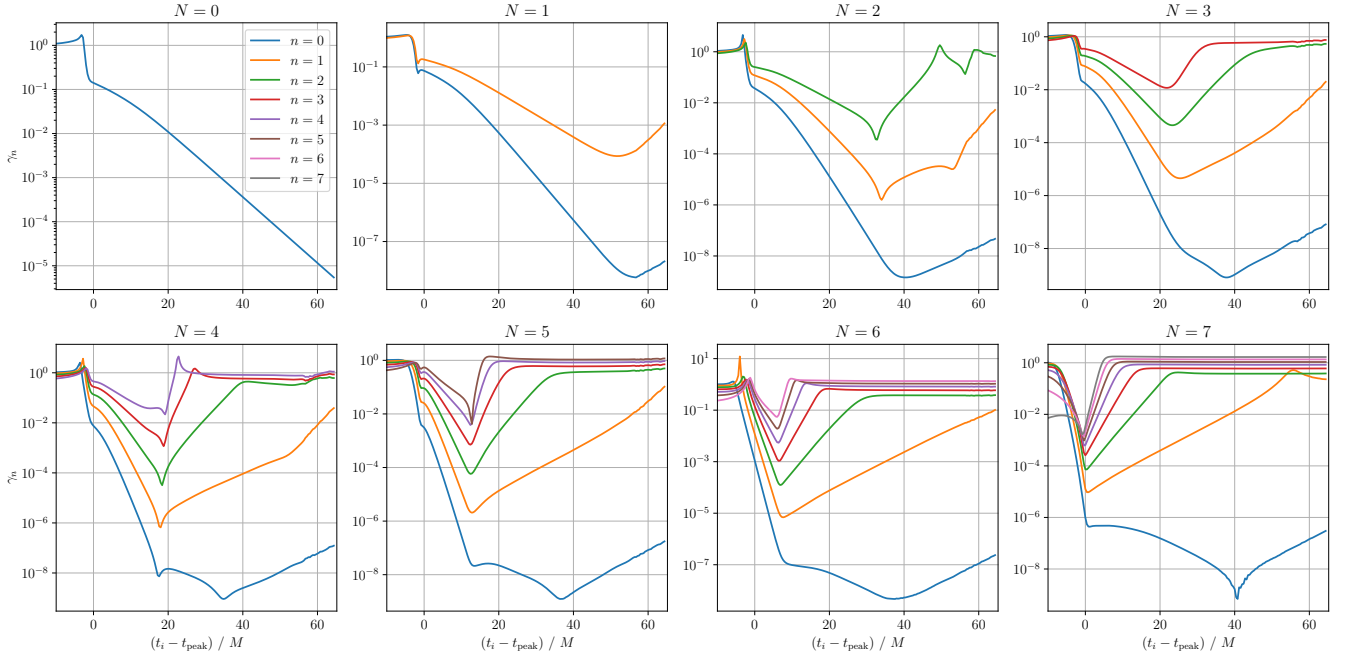 N = 0
N = 1
N = 2
N = 3
γn
10^0
10^-1
10^-2
10^-3
10^-4
10^-5
0 20 40 60
n = 0
n = 1
n = 2
n = 3
n = 4
n = 5
n = 6
n = 7
10^-1
10^-3
10^-5
10^-7
0 20 40 60
10^0
10^-2
10^-4
10^-6
10^-8
0 20 40 60
10^0
10^-2
10^-4
10^-6
10^-8
0 20 40 60
N = 4
N = 5
N = 6
N = 7
γn
10^0
10^-2
10^-4
10^-6
10^-8
0 20 40 60
(ti − tpeak) / M
10^0
10^-2
10^-4
10^-6
10^-8
0 20 40 60
(ti − tpeak) / M
10^1
10^-1
10^-3
10^-5
10^-7
0 20 40 60
(ti − tpeak) / M
10^0
10^-2
10^-4
10^-6
10^-8
0 20 40 60
(ti − tpeak) / M